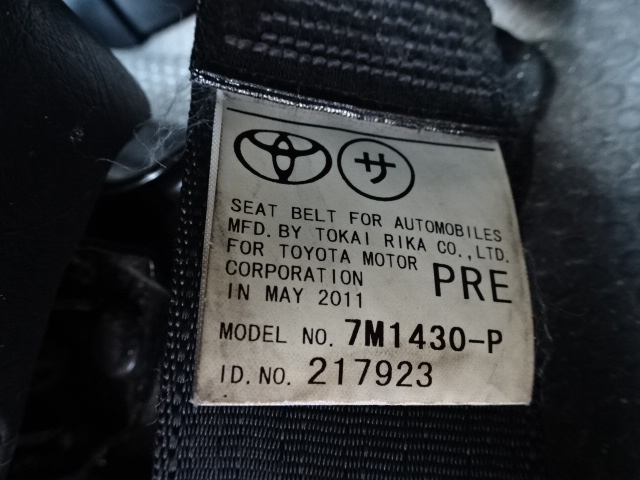 サ
SEAT BELT FOR AUTOMOBILES
MFD. BY TOKAI RIKA CO., LTD.
FOR TOYOTA MOTOR
CORPORATION PRE
IN MAY 2011
MODEL NO. 7M1430-P
ID. NO. 217923